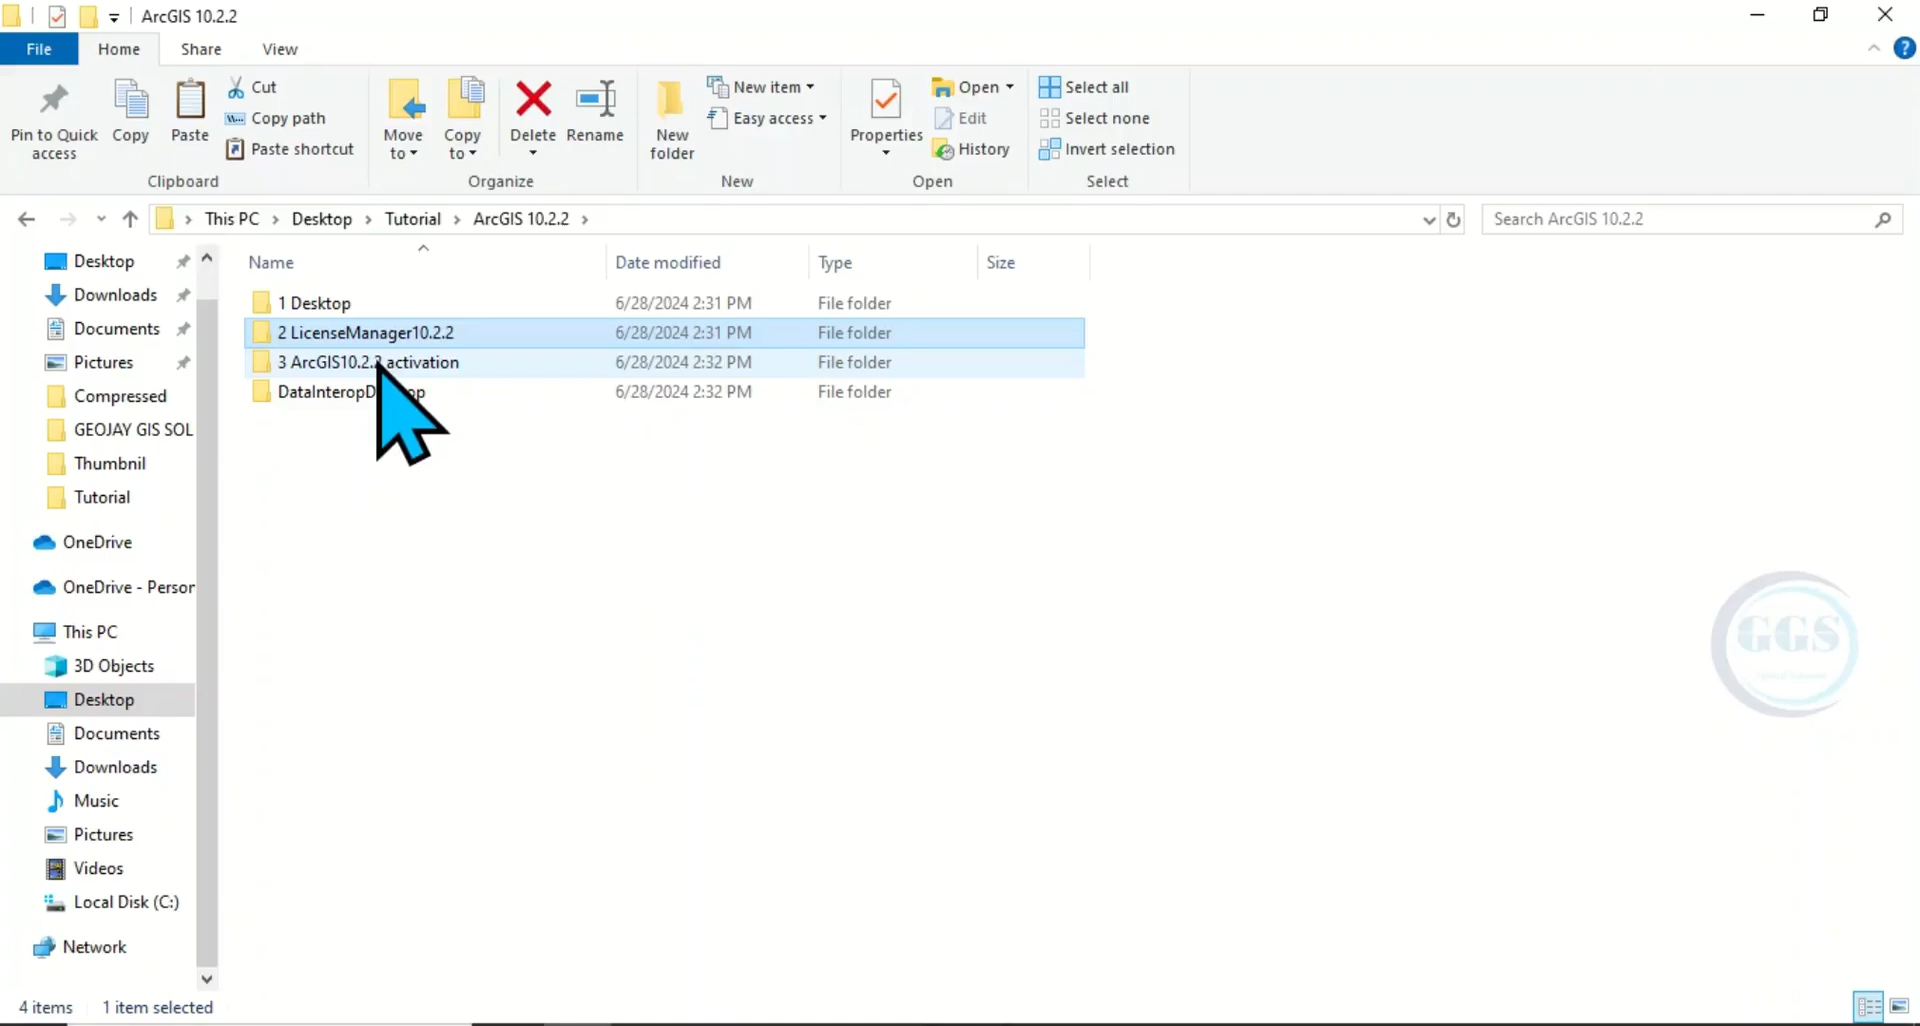 ArcGIS 10.2.2
File Home Share View
Pin to Quick access
Copy
Paste
Cut
Copy path
Paste shortcut
Clipboard
Move to
Copy to
Delete
Rename
Organize
New folder
New item
Easy access
New
Properties
Open
Edit
History
Open
Select all
Select none
Invert selection
Select
This PC Desktop Tutorial ArcGIS 10.2.2
Search ArcGIS 10.2.2
Desktop
Downloads
Documents
Pictures
Compressed
GEOJAY GIS SOL
Thumbnil
Tutorial
OneDrive
OneDrive - Person
This PC
3D Objects
Desktop
Documents
Downloads
Music
Pictures
Videos
Local Disk (C:)
Network
Name Date modified Type Size
1 Desktop 6/28/2024 2:31 PM File folder
2 LicenseManager10.2.2 6/28/2024 2:31 PM File folder
3 ArcGIS10.2.2 activation 6/28/2024 2:32 PM File folder
6/28/2024 2:32 PM File folder
GGS
4 items 1 item selected